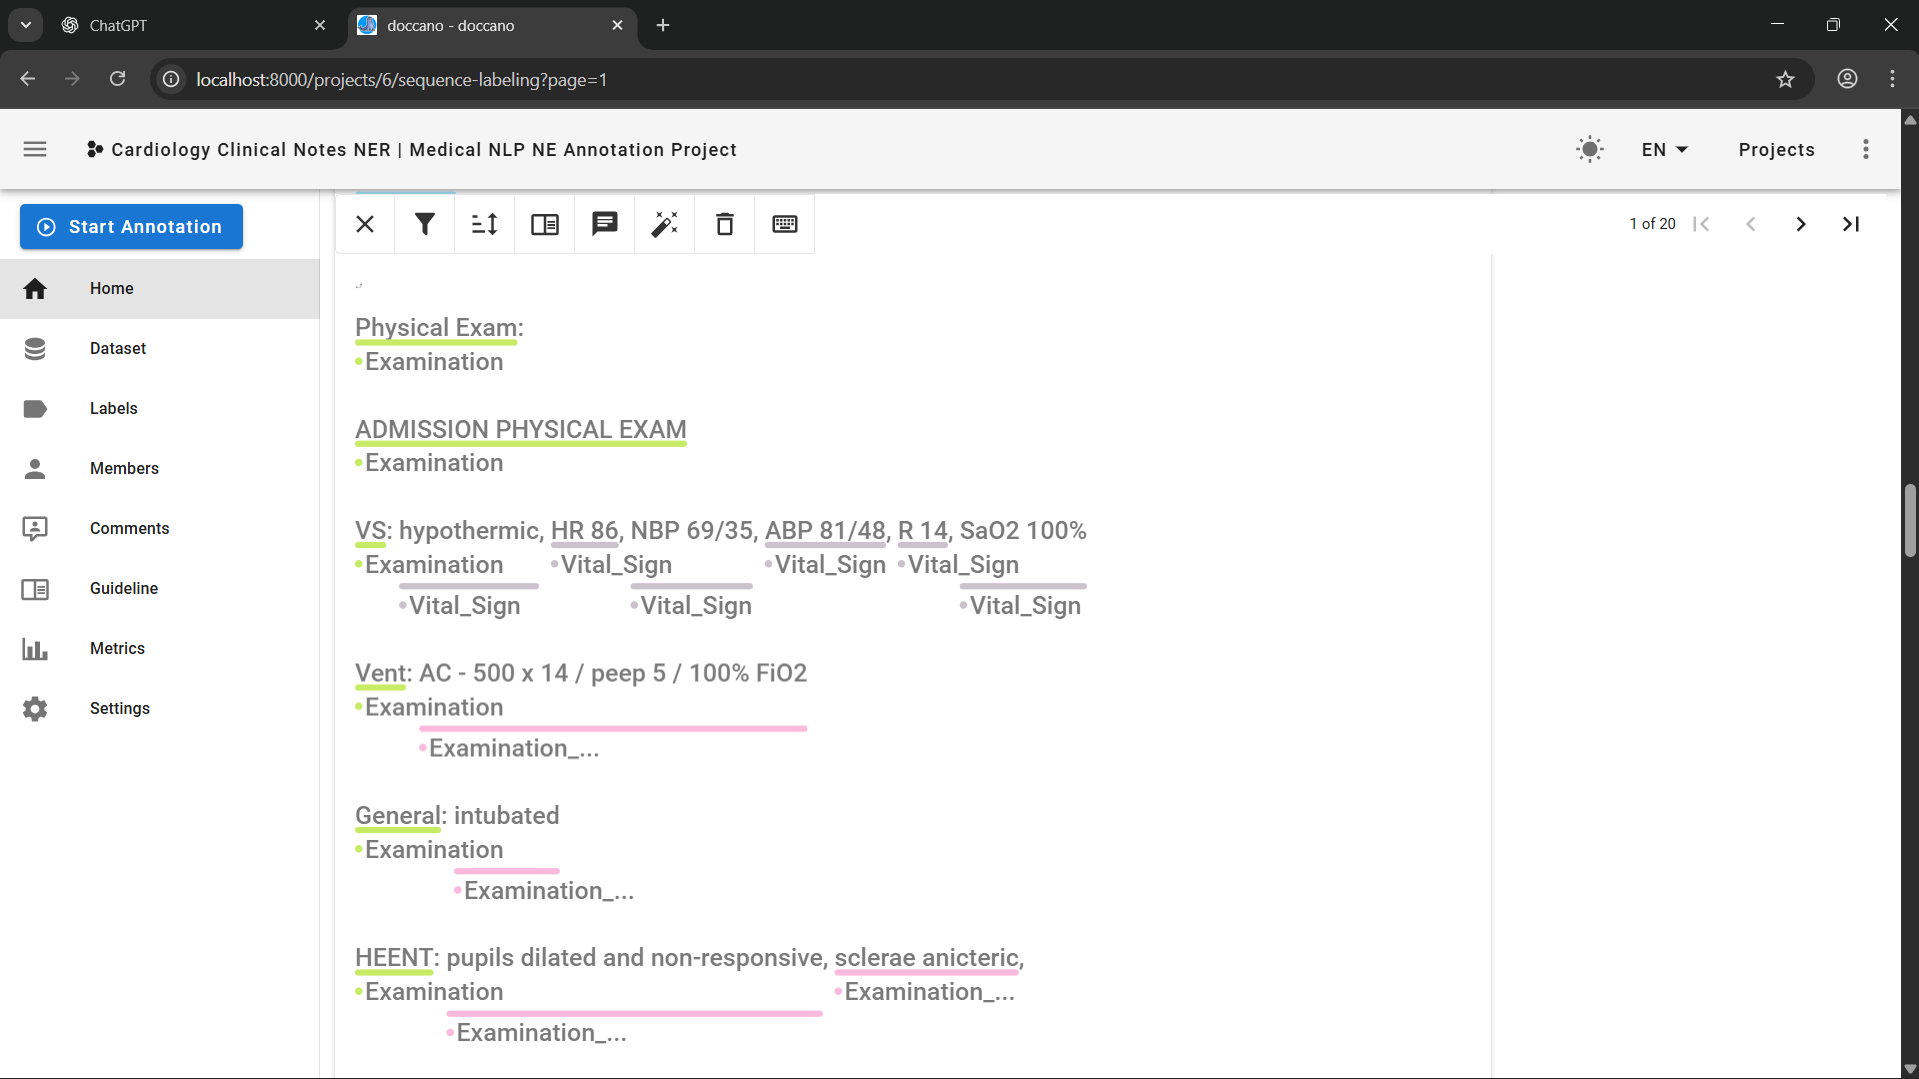 ChatGPT
doccano - doccano
localhost:8000/projects/6/sequence-labeling?page=1
Cardiology Clinical Notes NER | Medical NLP NE Annotation Project
EN
Projects
Start Annotation
Home
Dataset
Labels
Members
Comments
Guideline
Metrics
Settings
1 of 20
Physical Exam:
•Examination
ADMISSION PHYSICAL EXAM
•Examination
VS: hypothermic, HR 86, NBP 69/35, ABP 81/48, R 14, SaO2 100%
•Examination •Vital_Sign •Vital_Sign •Vital_Sign
•Vital_Sign •Vital_Sign •Vital_Sign
Vent: AC - 500 x 14 / peep 5 / 100% FiO2
•Examination
•Examination_...
General: intubated
•Examination
•Examination_...
HEENT: pupils dilated and non-responsive, sclerae anicteric,
•Examination •Examination_...
•Examination_...